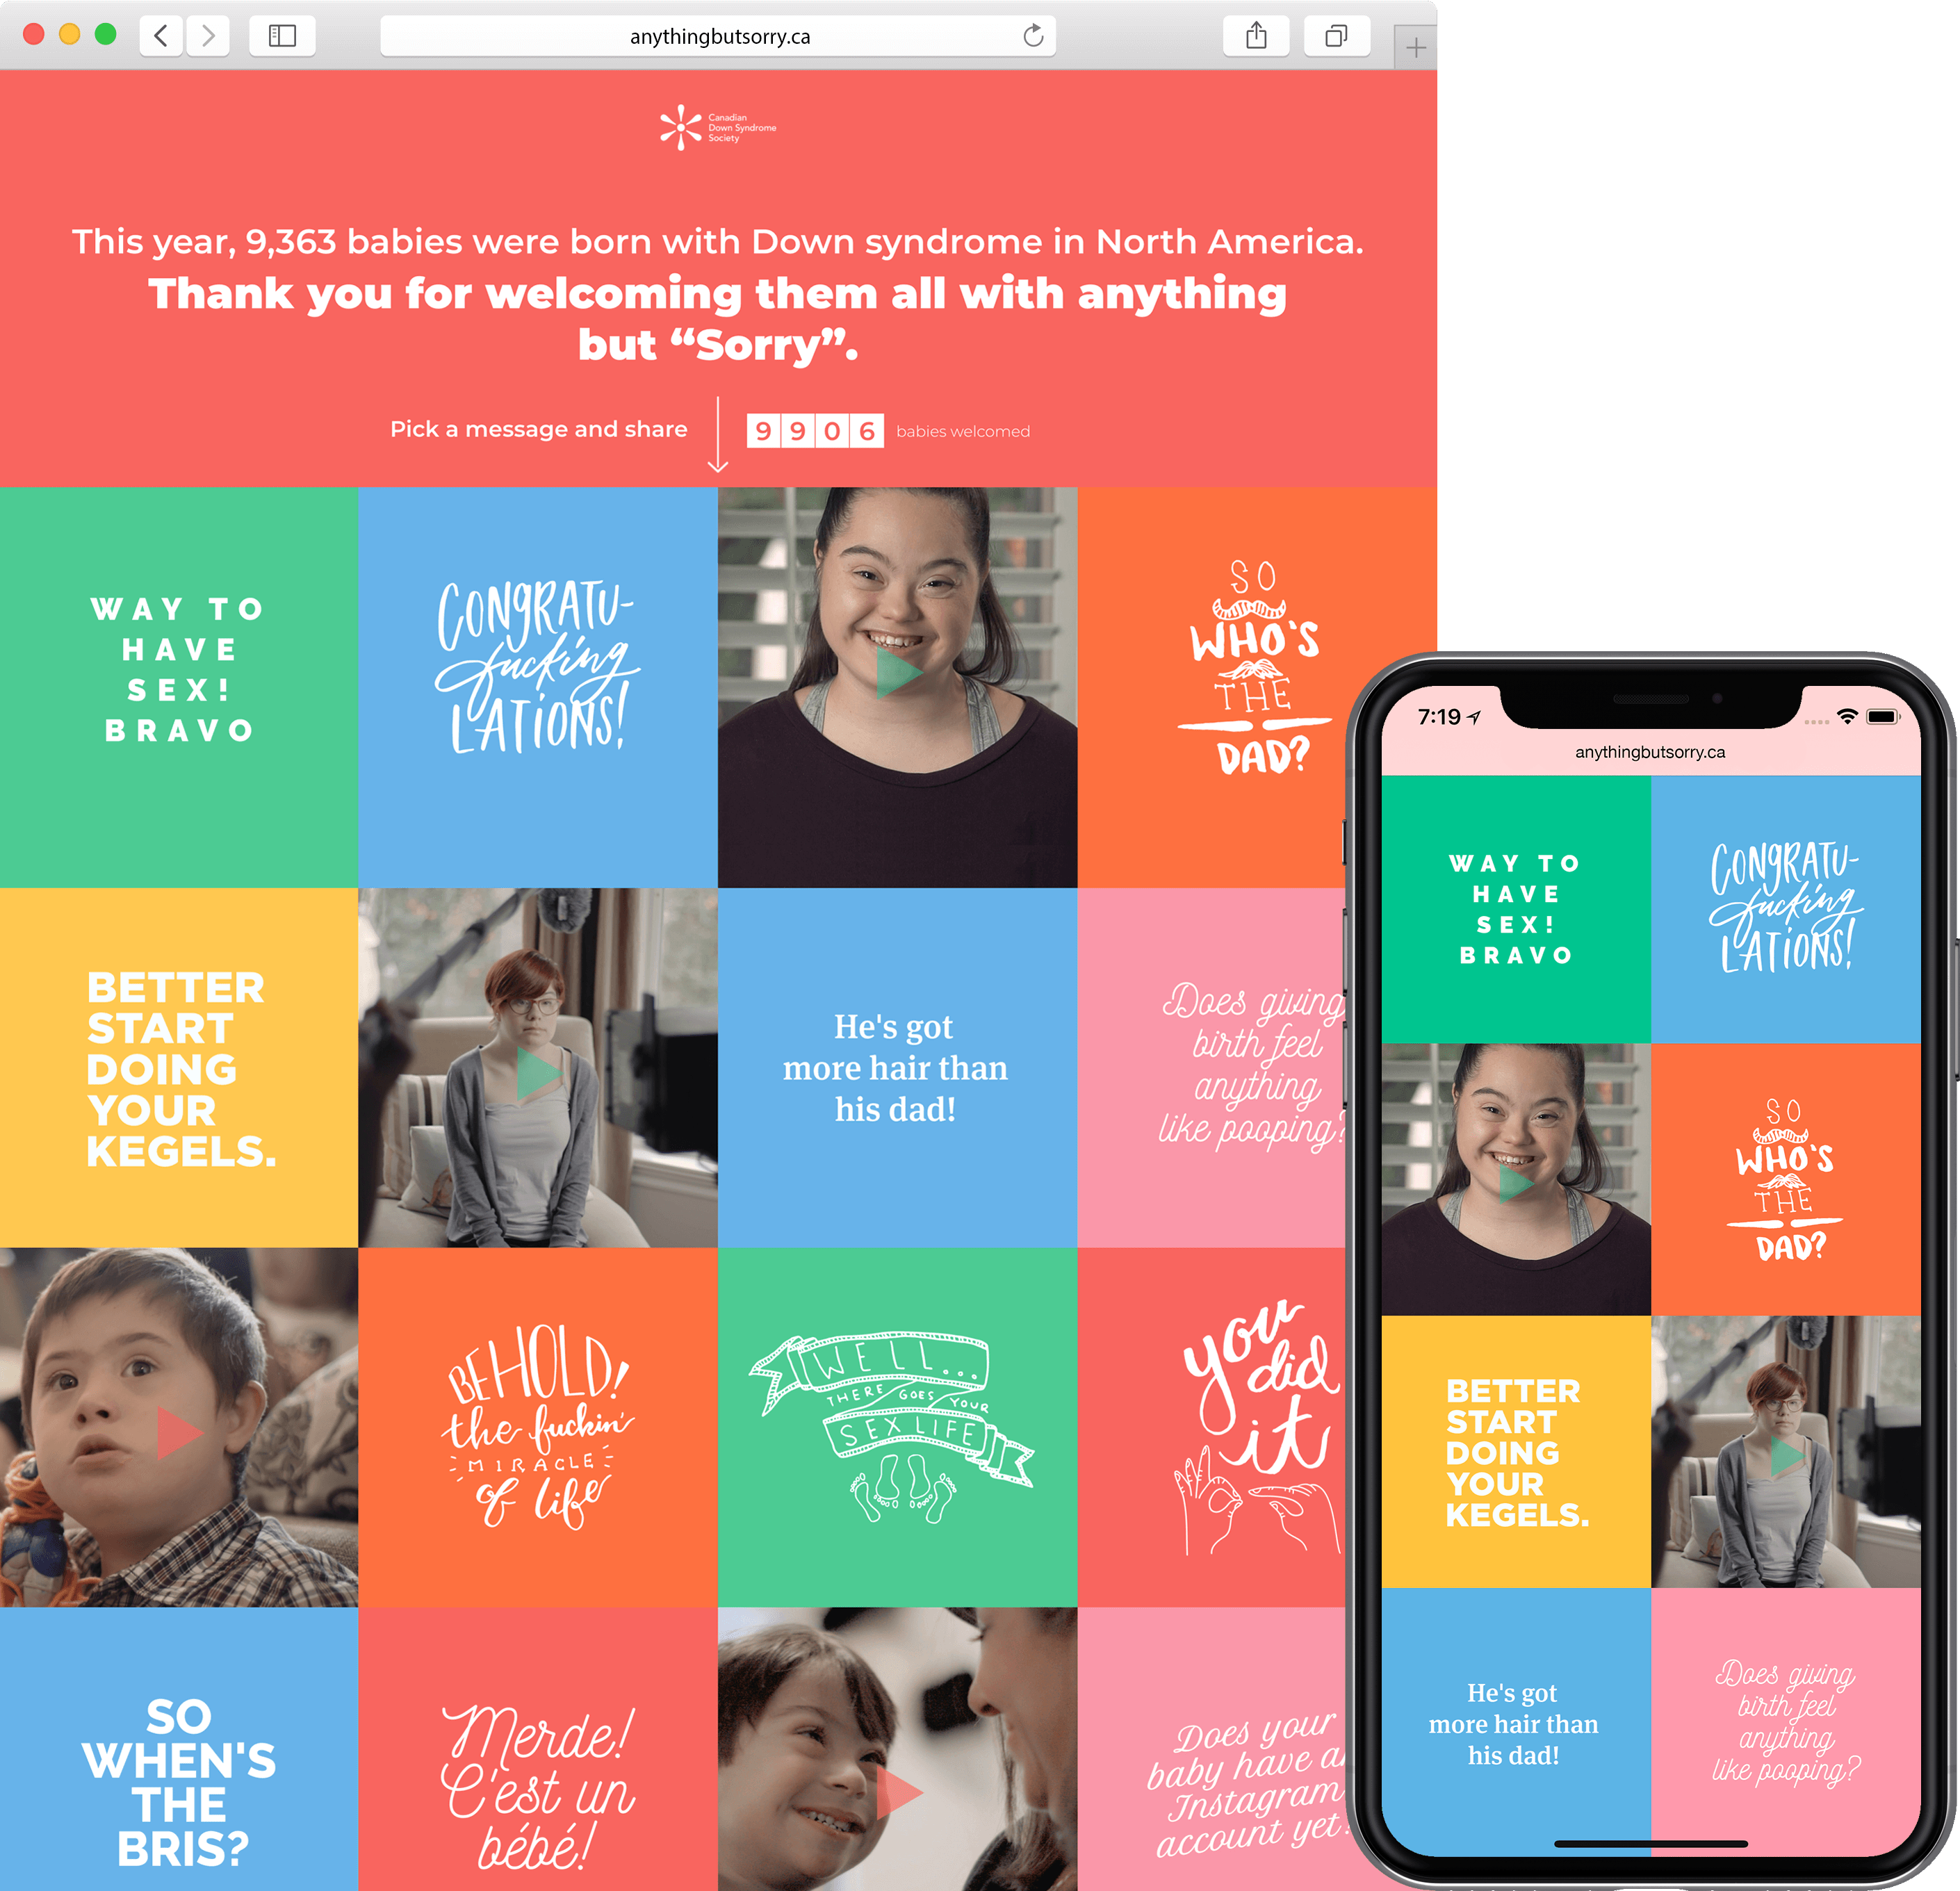 anythingbutsorry.ca
Canadian
Down Syndrome
Society
This year, 9,363 babies were born with Down syndrome in North America.
Thank you for welcoming them all with anything
but “Sorry”.
Pick a message and share
9906 babies welcomed
WAY TO
HAVE
SEX!
BRAVO
CONGRATU-
fucking
LATIONS!
SO
WHO'S
THE
DAD?
BETTER
START
DOING
YOUR
KEGELS.
He's got
more hair than
his dad!
Does giving
birth feel
anything
like pooping?
BEHOLD!
the fuckin'
MIRACLE
of life
WELL...
THERE GOES YOUR
SEX LIFE
you
did
it
SO
WHEN'S
THE
BRIS?
Merde!
C'est un
bébé!
Does your
baby have an
Instagram
account yet?
7:19
anythingbutsorry.ca
WAY TO
HAVE
SEX!
BRAVO
CONGRATU-
fucking
LATIONS!
SO
WHO'S
THE
DAD?
BETTER
START
DOING
YOUR
KEGELS.
He's got
more hair than
his dad!
Does giving
birth feel
anything
like pooping?